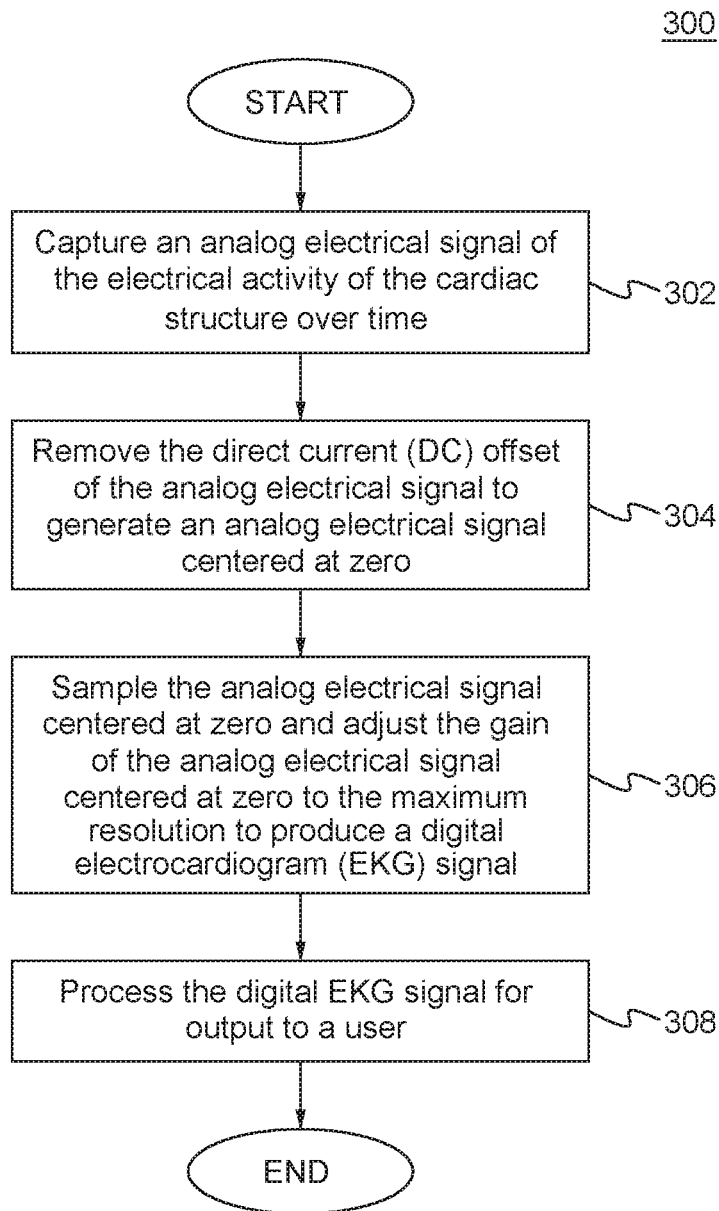 300
START
Capture an analog electrical signal of
the electrical activity of the cardiac
structure over time
302
Remove the direct current (DC) offset
of the analog electrical signal to
generate an analog electrical signal
centered at zero
304
Sample the analog electrical signal
centered at zero and adjust the gain
of the analog electrical signal
centered at zero to the maximum
resolution to produce a digital
electrocardiogram (EKG) signal
306
Process the digital EKG signal for
output to a user
308
END